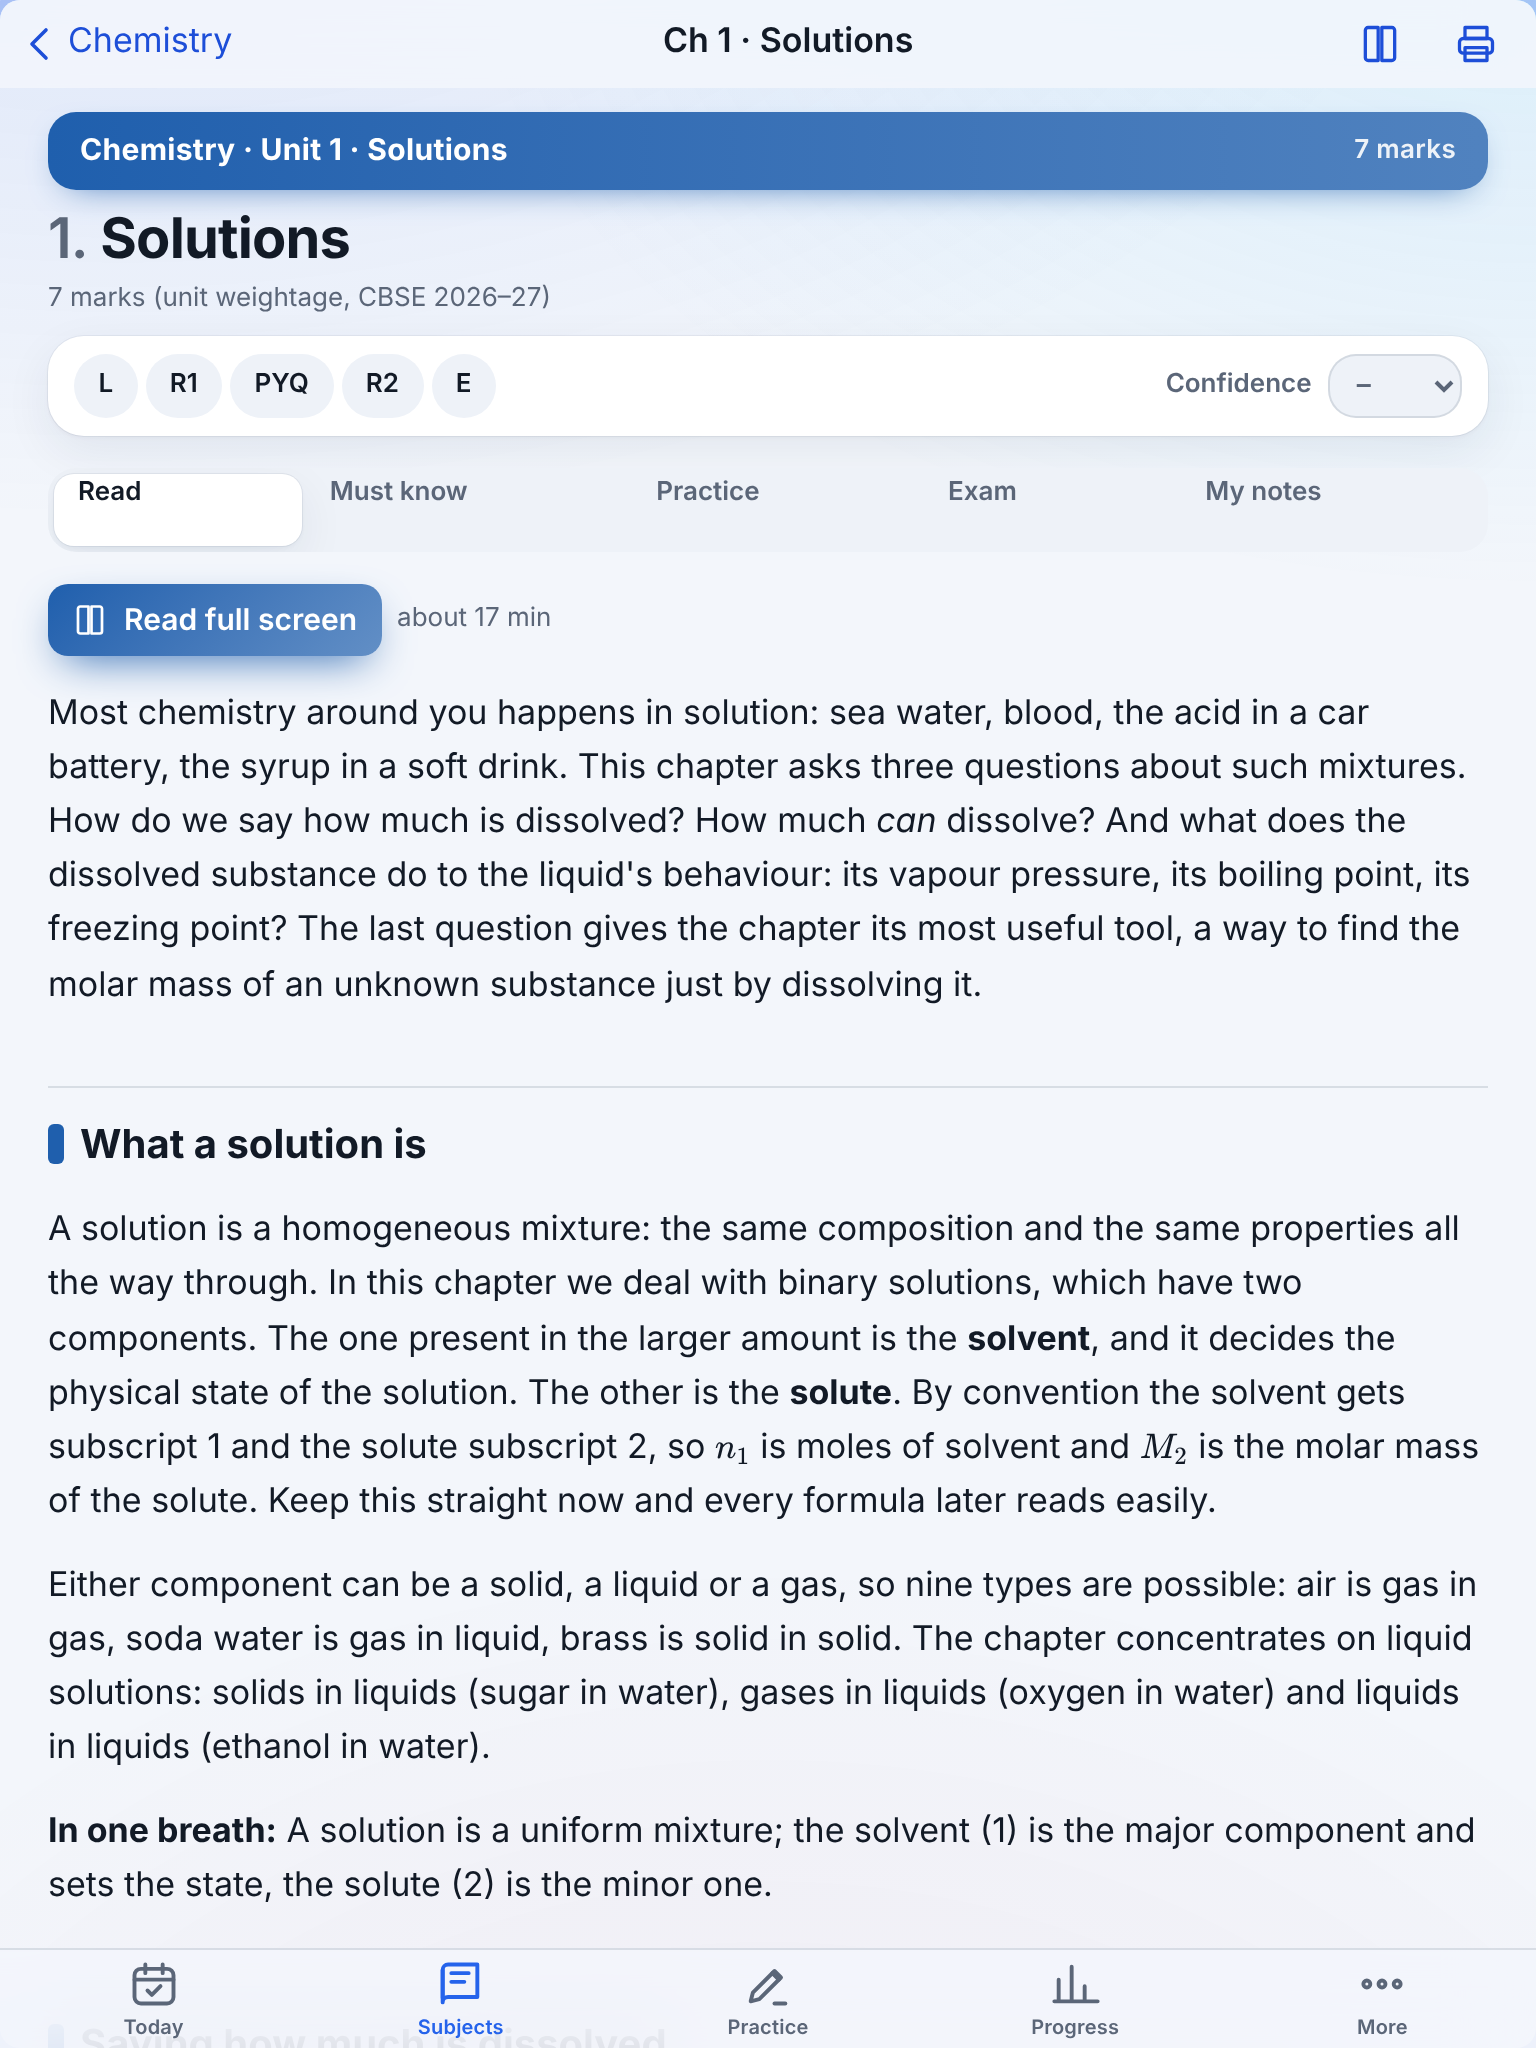 Chemistry
Ch 1 · Solutions
Chemistry · Unit 1 · Solutions
7 marks
1. Solutions
7 marks (unit weightage, CBSE 2026–27)
L R1 PYQ R2 E
Confidence –
Read Must know Practice Exam My notes
Read full screen about 17 min
Most chemistry around you happens in solution: sea water, blood, the acid in a car
battery, the syrup in a soft drink. This chapter asks three questions about such mixtures.
How do we say how much is dissolved? How much can dissolve? And what does the
dissolved substance do to the liquid's behaviour: its vapour pressure, its boiling point, its
freezing point? The last question gives the chapter its most useful tool, a way to find the
molar mass of an unknown substance just by dissolving it.
What a solution is
A solution is a homogeneous mixture: the same composition and the same properties all
the way through. In this chapter we deal with binary solutions, which have two
components. The one present in the larger amount is the solvent, and it decides the
physical state of the solution. The other is the solute. By convention the solvent gets
subscript 1 and the solute subscript 2, so n₁ is moles of solvent and M₂ is the molar mass
of the solute. Keep this straight now and every formula later reads easily.
Either component can be a solid, a liquid or a gas, so nine types are possible: air is gas in
gas, soda water is gas in liquid, brass is solid in solid. The chapter concentrates on liquid
solutions: solids in liquids (sugar in water), gases in liquids (oxygen in water) and liquids
in liquids (ethanol in water).
In one breath: A solution is a uniform mixture; the solvent (1) is the major component and
sets the state, the solute (2) is the minor one.
Saying how much is dissolved
Today Subjects Practice Progress More